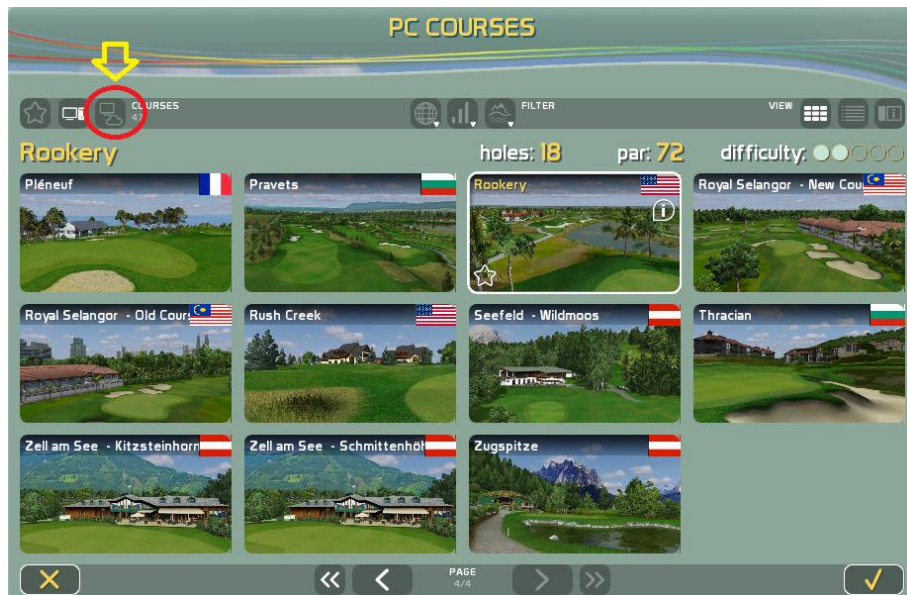 PC COURSES
COURSES
47
FILTER
VIEW
Rookery
holes: 18
par: 72
difficulty:
Pléneuf
Pravets
Rookery
Royal Selangor - New Cou
Royal Selangor - Old Cour
Rush Creek
Seefeld - Wildmoos
Thracian
Zell am See - Kitzsteinhorn
Zell am See - Schmittenhöh
Zugspitze
PAGE
4/4